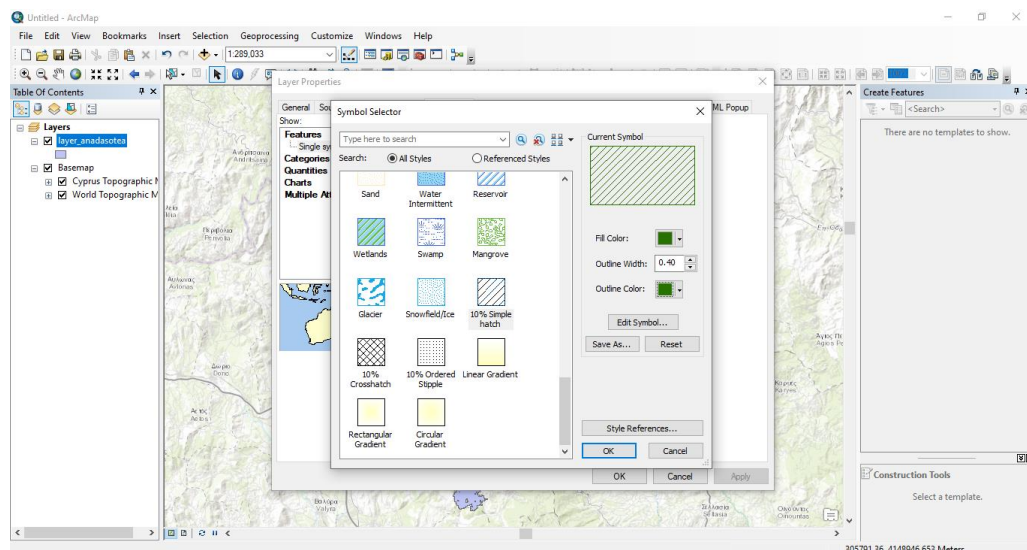 Untitled - ArcMap
File Edit View Bookmarks Insert Selection Geoprocessing Customize Windows Help
1:289,033
Table Of Contents
Layers
layer_anadasotea
Basemap
Cyprus Topographic
World Topographic M
Layer Properties
General
ML Popup
Show:
Features
Single sy
Categories
Quantities
Charts
Multiple
Symbol Selector
Type here to search
Search: All Styles Referenced Styles
Sand
Water Intermittent
Reservoir
Wetlands
Swamp
Mangrove
Glacier
Snowfield/Ice
10% Simple hatch
10% Crosshatch
10% Ordered Stipple
Linear Gradient
Rectangular Gradient
Circular Gradient
Current Symbol
Fill Color:
Outline Width: 0.40
Outline Color:
Edit Symbol...
Save As... Reset
Style References...
OK Cancel
OK Cancel Apply
Create Features
<Search>
There are no templates to show.
Construction Tools
Select a template.
305791,36 4148946,653 Meters